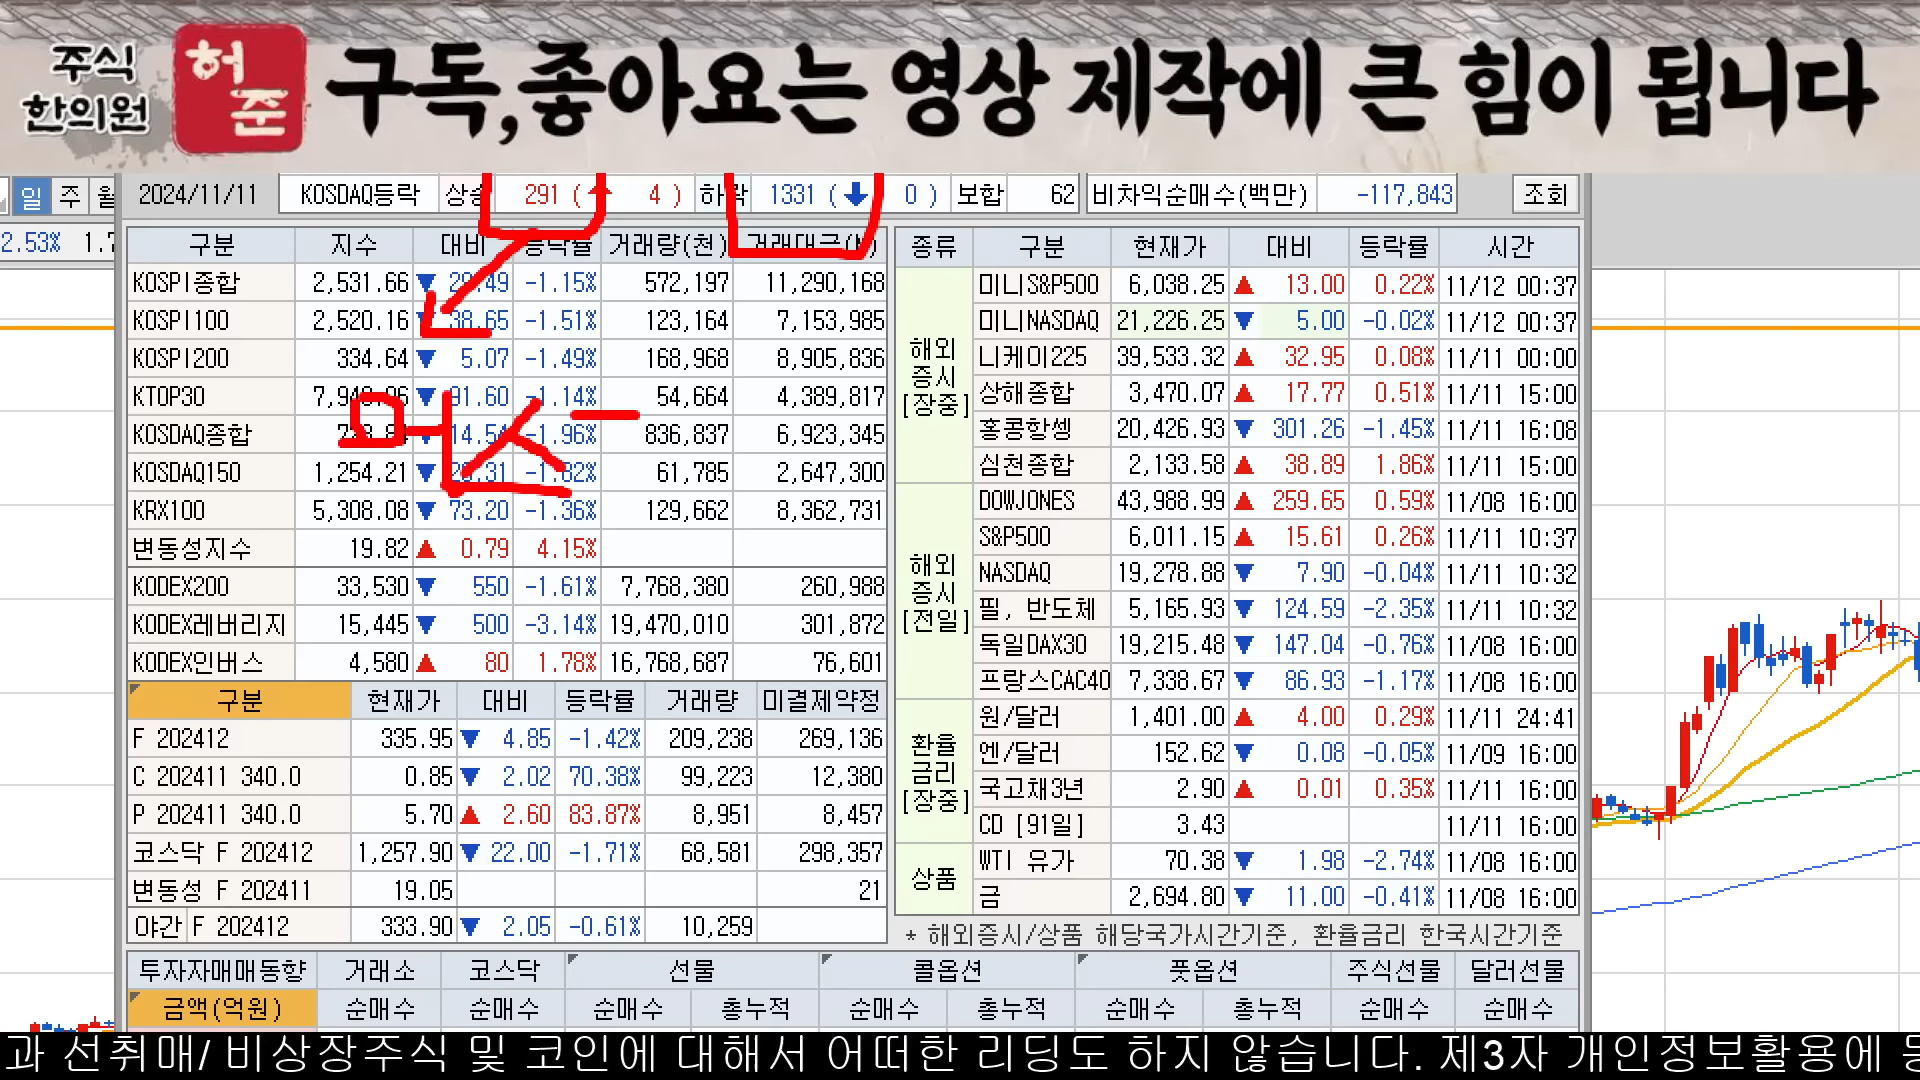 주식
한의원
허
준
구독,좋아요는 영상 제작에 큰 힘이 됩니다
일 주 월 2024/11/11 KOSDAQ등락 상승 291 ( 4 ) 하락 1331 ( 0 ) 보합 62 비차익순매수(백만) -117,843 조회
2.53%
구분 지수 대비 등락률 거래량(천) 거래대금(M)
KOSPI종합 2,531.66 ▼ -1.15% 572,197 11,290,168
KOSPI100 2,520.16 ▼ 38.65 -1.51% 123,164 7,153,985
KOSPI200 334.64 ▼ 5.07 -1.49% 168,968 8,905,836
KTOP30 ▼ 91.60 -1.14% 54,664 4,389,817
KOSDAQ종합 ▼ 14.54 -1.96% 836,837 6,923,345
KOSDAQ150 1,254.21 ▼ 61,785 2,647,300
KRX100 5,308.08 ▼ 73.20 -1.36% 129,662 8,362,731
변동성지수 19.82 ▲ 0.79 4.15%
KODEX200 33,530 ▼ 550 -1.61% 7,768,380 260,988
KODEX레버리지 15,445 ▼ 500 -3.14% 19,470,010 301,872
KODEX인버스 4,580 ▲ 80 1.78% 16,768,687 76,601
구분 현재가 대비 등락률 거래량 미결제약정
F 202412 335.95 ▼ 4.85 -1.42% 209,238 269,136
C 202411 340.0 0.85 ▼ 2.02 70.38% 99,223 12,380
P 202411 340.0 5.70 ▲ 2.60 83.87% 8,951 8,457
코스닥 F 202412 1,257.90 ▼ 22.00 -1.71% 68,581 298,357
변동성 F 202411 19.05 21
야간 F 202412 333.90 ▼ 2.05 -0.61% 10,259
종류 구분 현재가 대비 등락률 시간
해외
증시
[장중]
미니S&P500 6,038.25 ▲ 13.00 0.22% 11/12 00:37
미니NASDAQ 21,226.25 ▼ 5.00 -0.02% 11/12 00:37
니케이225 39,533.32 ▲ 32.95 0.08% 11/11 00:00
상해종합 3,470.07 ▲ 17.77 0.51% 11/11 15:00
홍콩항셍 20,426.93 ▼ 301.26 -1.45% 11/11 16:08
심천종합 2,133.58 ▲ 38.89 1.86% 11/11 15:00
해외
증시
[전일]
DOWJONES 43,988.99 ▲ 259.65 0.59% 11/08 16:00
S&P500 6,011.15 ▲ 15.61 0.26% 11/11 10:37
NASDAQ 19,278.88 ▼ 7.90 -0.04% 11/11 10:32
필, 반도체 5,165.93 ▼ 124.59 -2.35% 11/11 10:32
독일DAX30 19,215.48 ▼ 147.04 -0.76% 11/08 16:00
프랑스CAC40 7,338.67 ▼ 86.93 -1.17% 11/08 16:00
환율
금리
[장중]
원/달러 1,401.00 ▲ 4.00 0.29% 11/11 24:41
엔/달러 152.62 ▼ 0.08 -0.05% 11/09 16:00
국고채3년 2.90 ▲ 0.01 0.35% 11/11 16:00
CD [91일] 3.43 11/11 16:00
상품
WTI 유가 70.38 ▼ 1.98 -2.74% 11/08 16:00
금 2,694.80 ▼ 11.00 -0.41% 11/08 16:00
* 해외증시/상품 해당국가시간기준, 환율금리 한국시간기준
투자자매매동향 거래소 코스닥 선물 콜옵션 풋옵션 주식선물 달러선물
금액(억원) 순매수 순매수 순매수 총누적 순매수 총누적 순매수 총누적 순매수 순매수
과 선취매/ 비상장주식 및 코인에 대해서 어떠한 리딩도 하지 않습니다. 제3자 개인정보활용에